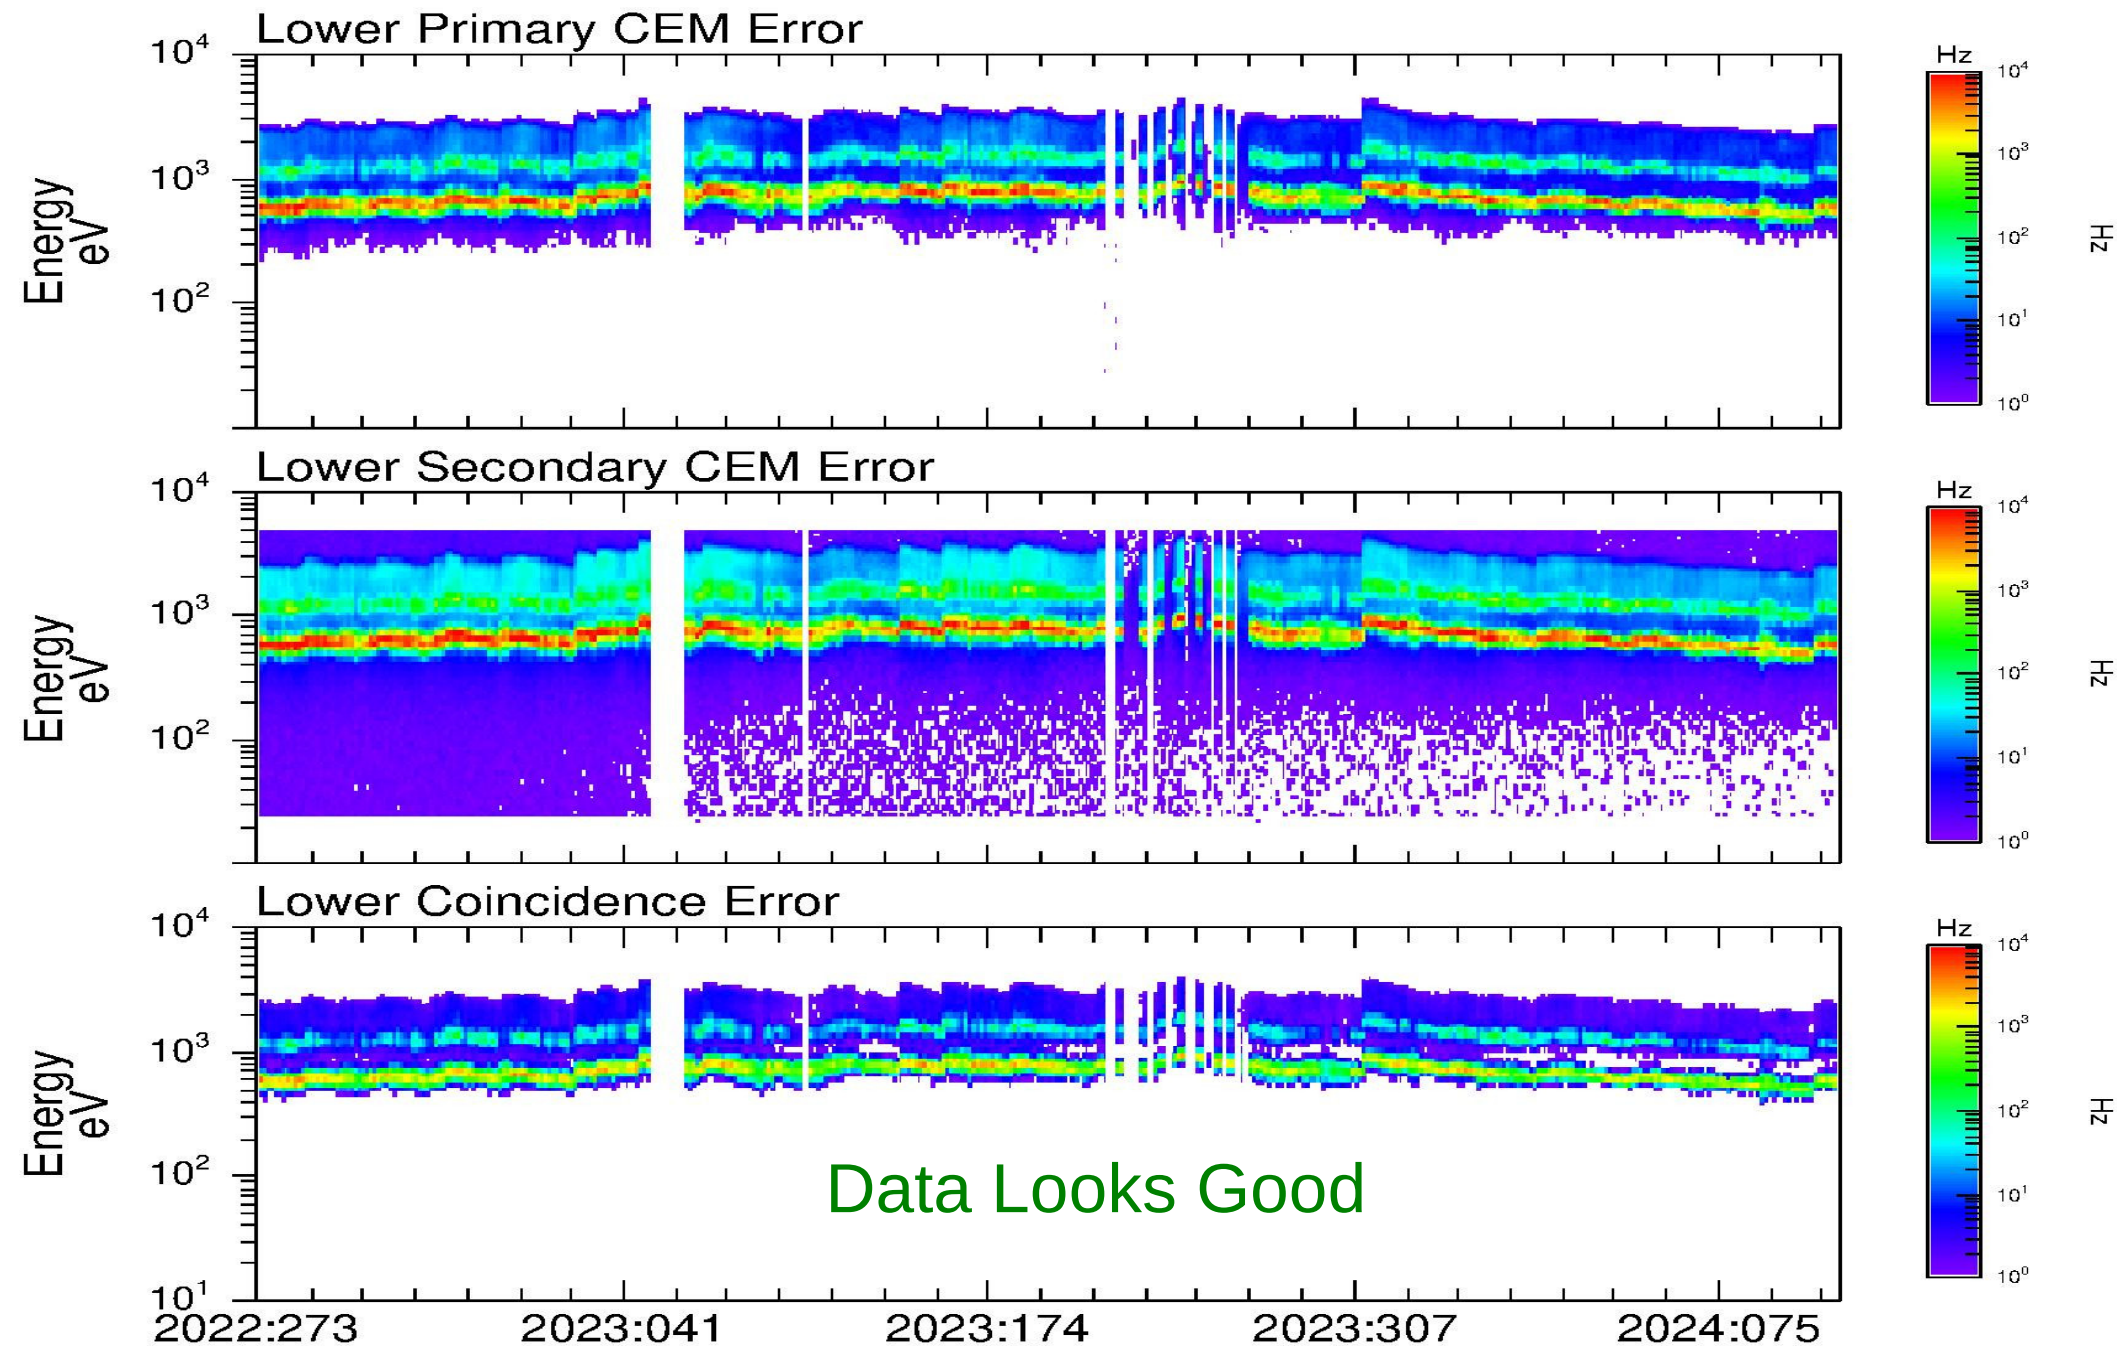 Lower Primary CEM Error
10⁴
10³
10²
Energy
eV
Hz
10⁴
10³
10²
10¹
10⁰
Hz
Lower Secondary CEM Error
10⁴
10³
10²
Energy
eV
Hz
10⁴
10³
10²
10¹
10⁰
Hz
Lower Coincidence Error
10⁴
10³
10²
10¹
Energy
eV
Data Looks Good
Hz
10⁴
10³
10²
10¹
10⁰
Hz
2022:273 2023:041 2023:174 2023:307 2024:075